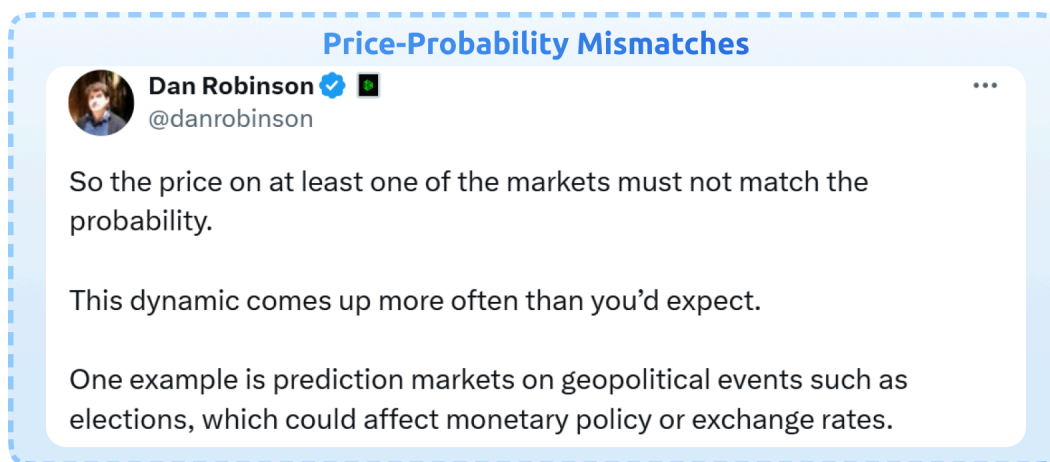 Price-Probability Mismatches
Dan Robinson
@danrobinson
So the price on at least one of the markets must not match the
probability.
This dynamic comes up more often than you’d expect.
One example is prediction markets on geopolitical events such as
elections, which could affect monetary policy or exchange rates.